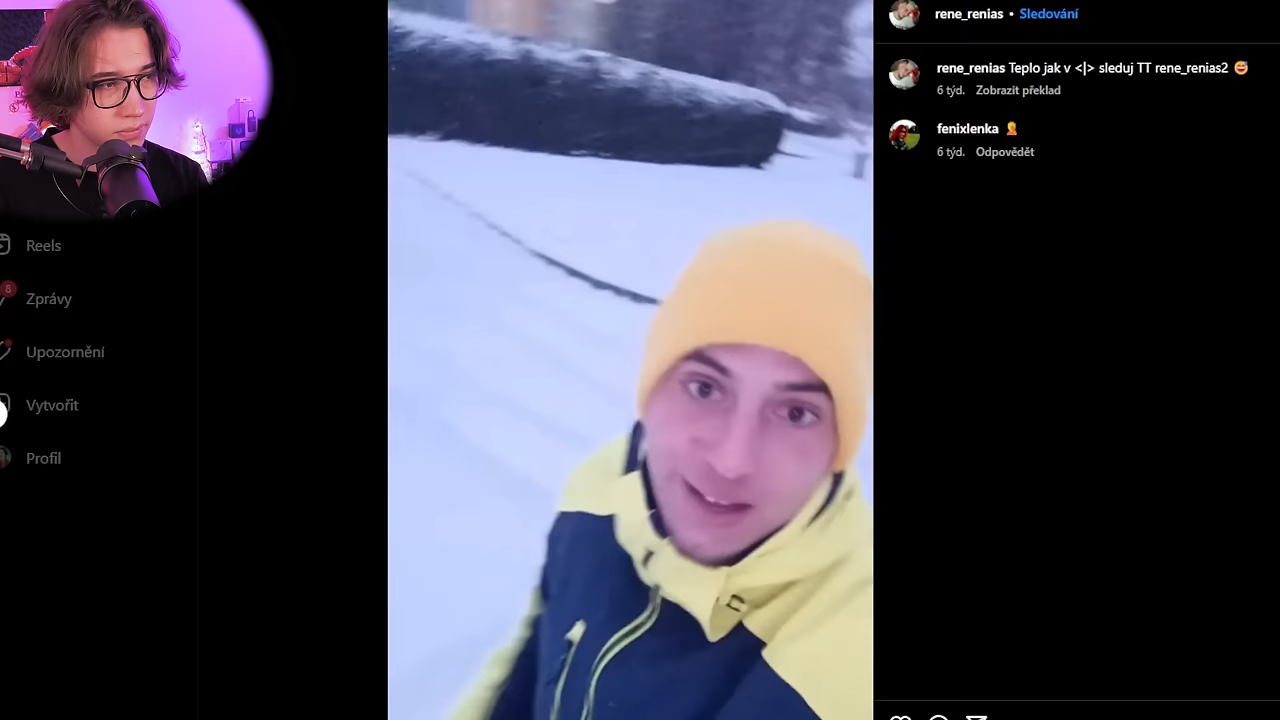 rene_renias • Sledování
rene_renias Teplo jak v <|> sleduj TT rene_renias2 😅
6 týd. Zobrazit překlad
fenixlenka 🤦
6 týd. Odpovědět
Reels
8
Zprávy
Upozornění
Vytvořit
Profil